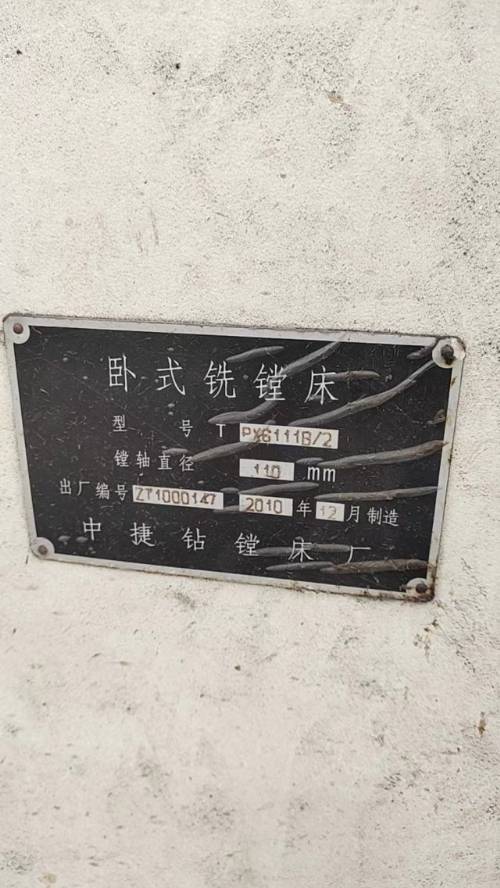 卧式铣镗床
型 号 T PX6111B/2
镗轴直径 110 mm
出厂编号 ZT1000147 2010 年 12 月制造
中捷钻镗床厂